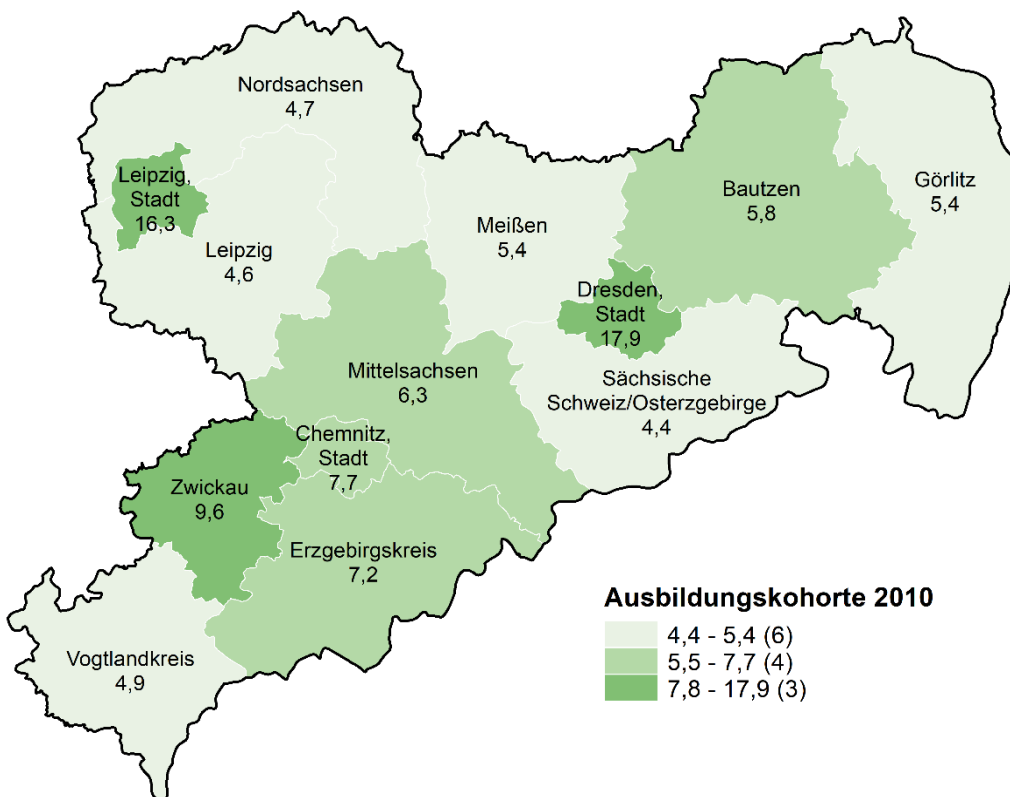 Nordsachsen
4,7
Leipzig,
Stadt
16,3
Leipzig
4,6
Meißen
5,4
Bautzen
5,8
Görlitz
5,4
Dresden,
Stadt
17,9
Mittelsachsen
6,3
Sächsische
Schweiz/Osterzgebirge
4,4
Chemnitz,
Stadt
7,7
Zwickau
9,6
Erzgebirgskreis
7,2
Vogtlandkreis
4,9
Ausbildungskohorte 2010
4,4 - 5,4 (6)
5,5 - 7,7 (4)
7,8 - 17,9 (3)